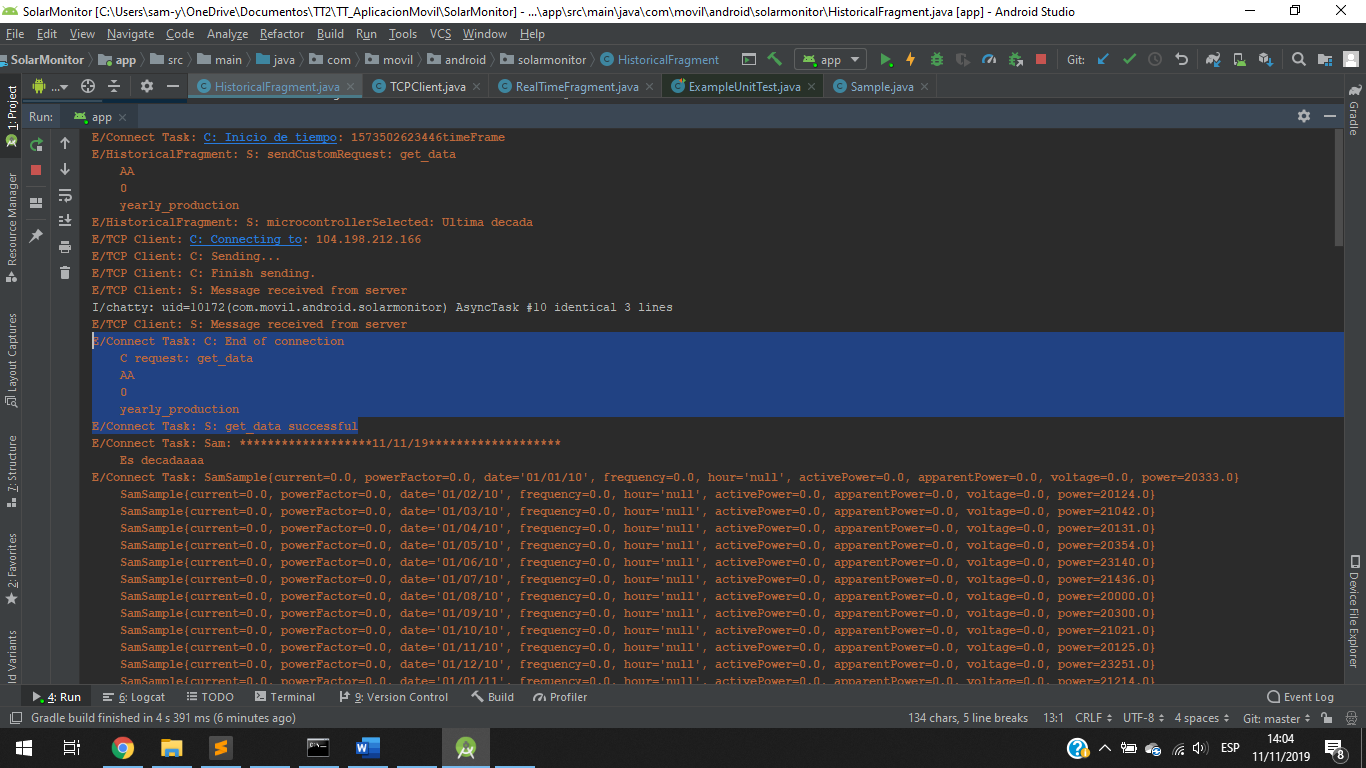 SolarMonitor [C:\Users\sam-y\OneDrive\Documentos\TT2\TT_AplicacionMovil\SolarMonitor] - ...\app\src\main\java\com\movil\android\solarmonitor\HistoricalFragment.java [app] - Android Studio
File Edit View Navigate Code Analyze Refactor Build Run Tools VCS Window Help
SolarMonitor app src main java com movil android solarmonitor HistoricalFragment app Git:
... HistoricalFragment.java TCPClient.java RealTimeFragment.java ExampleUnitTest.java Sample.java
Run: app
1: Project
Resource Manager
Layout Captures
7: Structure
2: Favorites
ld Variants
Gradle
Device File Explorer
E/Connect Task: C: Inicio de tiempo: 1573502623446timeFrame
E/HistoricalFragment: S: sendCustomRequest: get_data
AA
0
yearly_production
E/HistoricalFragment: S: microcontrollerSelected: Ultima decada
E/TCP Client: C: Connecting to: 104.198.212.166
E/TCP Client: C: Sending...
E/TCP Client: C: Finish sending.
E/TCP Client: S: Message received from server
I/chatty: uid=10172(com.movil.android.solarmonitor) AsyncTask #10 identical 3 lines
E/TCP Client: S: Message received from server
E/Connect Task: C: End of connection
C request: get_data
AA
0
yearly_production
E/Connect Task: S: get_data successful
E/Connect Task: Sam: *******************11/11/19*******************
Es decadaaaa
E/Connect Task: SamSample{current=0.0, powerFactor=0.0, date='01/01/10', frequency=0.0, hour='null', activePower=0.0, apparentPower=0.0, voltage=0.0, power=20333.0}
SamSample{current=0.0, powerFactor=0.0, date='01/02/10', frequency=0.0, hour='null', activePower=0.0, apparentPower=0.0, voltage=0.0, power=20124.0}
SamSample{current=0.0, powerFactor=0.0, date='01/03/10', frequency=0.0, hour='null', activePower=0.0, apparentPower=0.0, voltage=0.0, power=21042.0}
SamSample{current=0.0, powerFactor=0.0, date='01/04/10', frequency=0.0, hour='null', activePower=0.0, apparentPower=0.0, voltage=0.0, power=20131.0}
SamSample{current=0.0, powerFactor=0.0, date='01/05/10', frequency=0.0, hour='null', activePower=0.0, apparentPower=0.0, voltage=0.0, power=20354.0}
SamSample{current=0.0, powerFactor=0.0, date='01/06/10', frequency=0.0, hour='null', activePower=0.0, apparentPower=0.0, voltage=0.0, power=23140.0}
SamSample{current=0.0, powerFactor=0.0, date='01/07/10', frequency=0.0, hour='null', activePower=0.0, apparentPower=0.0, voltage=0.0, power=21436.0}
SamSample{current=0.0, powerFactor=0.0, date='01/08/10', frequency=0.0, hour='null', activePower=0.0, apparentPower=0.0, voltage=0.0, power=20000.0}
SamSample{current=0.0, powerFactor=0.0, date='01/09/10', frequency=0.0, hour='null', activePower=0.0, apparentPower=0.0, voltage=0.0, power=20300.0}
SamSample{current=0.0, powerFactor=0.0, date='01/10/10', frequency=0.0, hour='null', activePower=0.0, apparentPower=0.0, voltage=0.0, power=21021.0}
SamSample{current=0.0, powerFactor=0.0, date='01/11/10', frequency=0.0, hour='null', activePower=0.0, apparentPower=0.0, voltage=0.0, power=20125.0}
SamSample{current=0.0, powerFactor=0.0, date='01/12/10', frequency=0.0, hour='null', activePower=0.0, apparentPower=0.0, voltage=0.0, power=23251.0}
SamSample{current=0.0, powerFactor=0.0, date='01/01/11', frequency=0.0, hour='null', activePower=0.0, apparentPower=0.0, voltage=0.0, power=21214.0}
4: Run 6: Logcat TODO Terminal 9: Version Control Build Profiler Event Log
Gradle build finished in 4 s 391 ms (6 minutes ago) 134 chars, 5 line breaks 13:1 CRLF UTF-8 4 spaces Git: master
ESP 14:04
11/11/2019 8